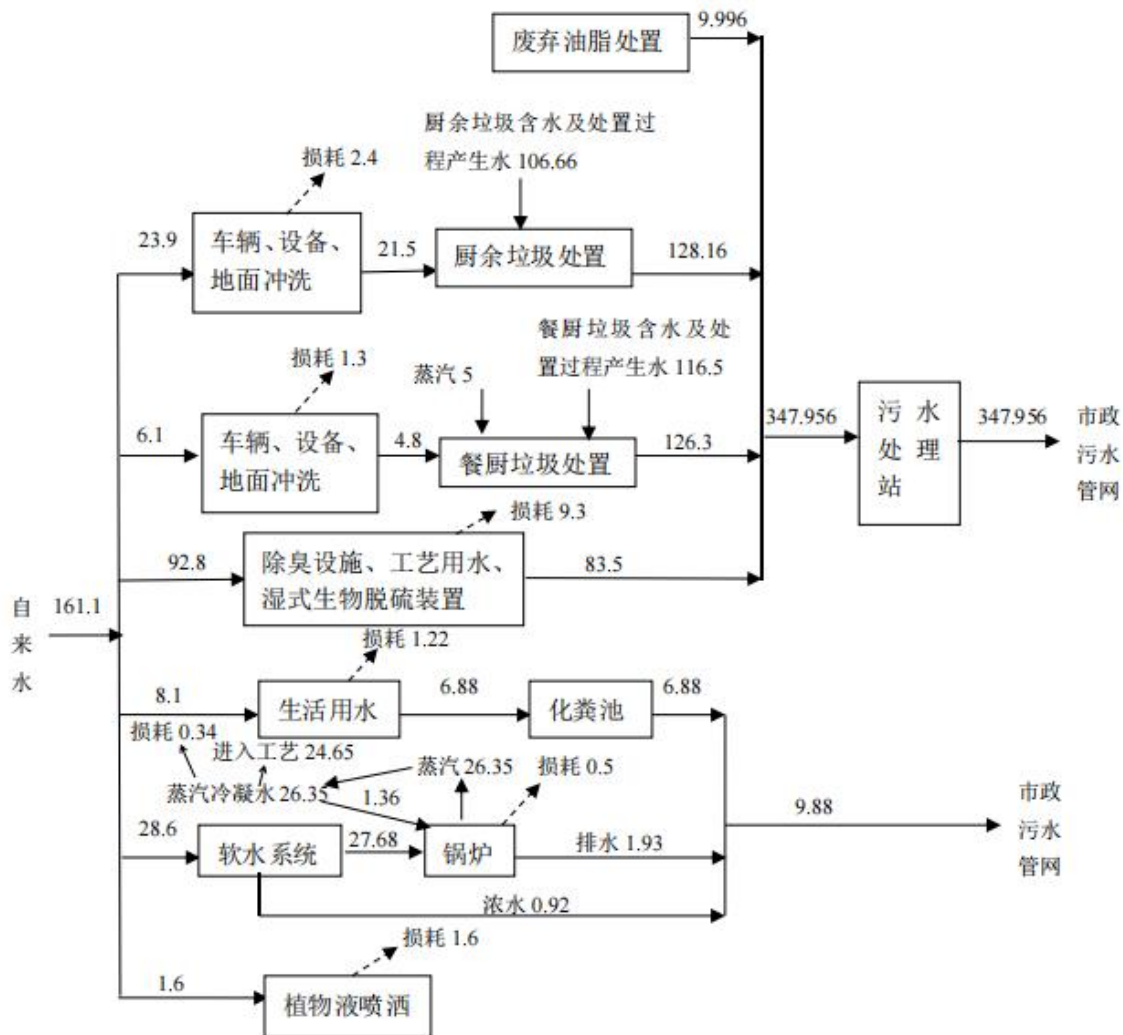 9.996
废弃油脂处置
厨余垃圾含水及处置过
程产生水 106.66
损耗 2.4
23.9
车辆、设备、
地面冲洗
21.5
厨余垃圾处置
128.16
餐厨垃圾含水及处
置过程产生水 116.5
损耗 1.3
蒸汽 5
6.1
车辆、设备、
地面冲洗
4.8
餐厨垃圾处置
126.3
347.956
污水
处理
站
347.956
市政
污水
管网
损耗 9.3
92.8
除臭设施、工艺用水、
湿式生物脱硫装置
83.5
自
来
水
161.1
损耗 1.22
8.1
生活用水
6.88
化粪池
6.88
损耗 0.34
进入工艺 24.65
蒸汽 26.35
损耗 0.5
蒸汽冷凝水 26.35
1.36
28.6
软水系统
27.68
锅炉
排水 1.93
9.88
市政
污水
管网
浓水 0.92
损耗 1.6
1.6
植物液喷洒